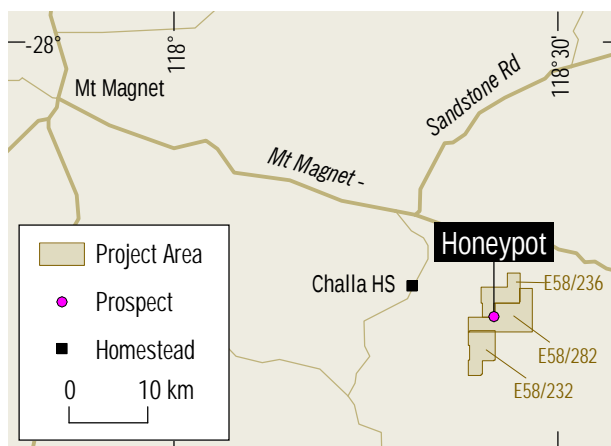 -28°
118°
118°30'
Mt Magnet
Sandstone Rd
Mt Magnet -
Honeypot
Project Area
Prospect
Homestead
0 10 km
Challa HS
E58/236
E58/282
E58/232